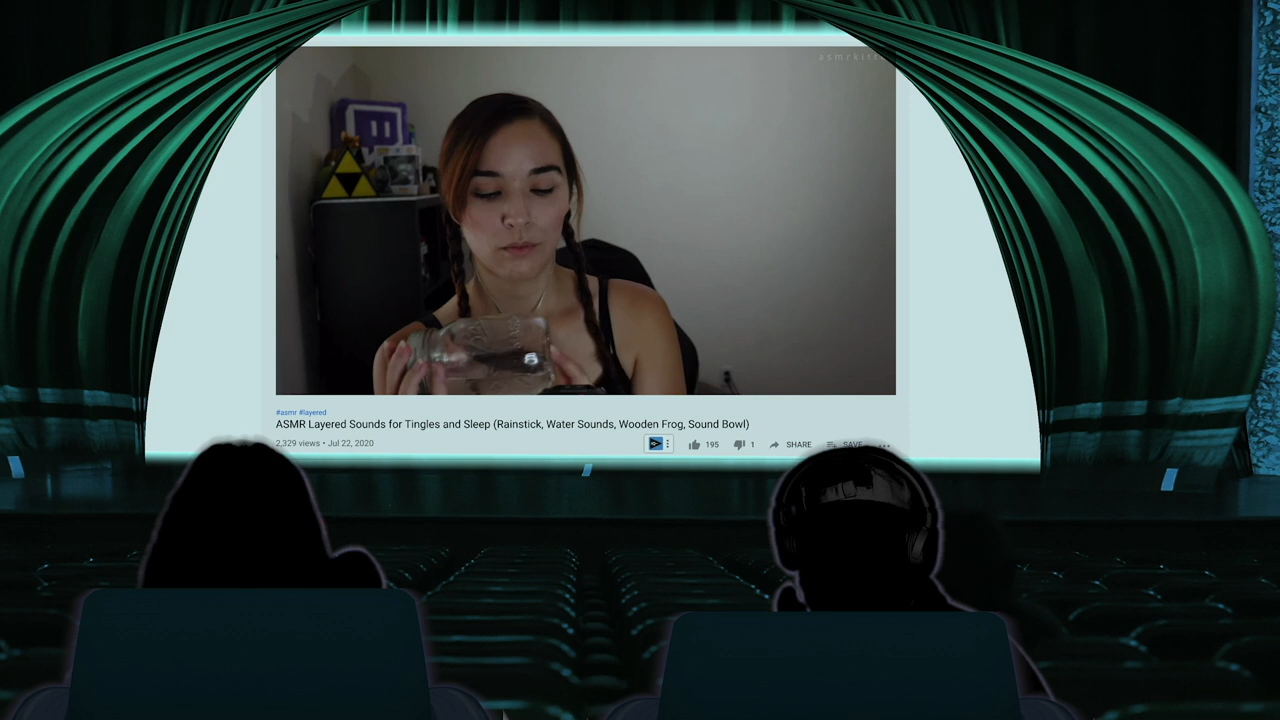 #asmr #layered
ASMR Layered Sounds for Tingles and Sleep (Rainstick, Water Sounds, Wooden Frog, Sound Bowl)
2,329 views • Jul 22, 2020
195
1
SHARE
SAVE